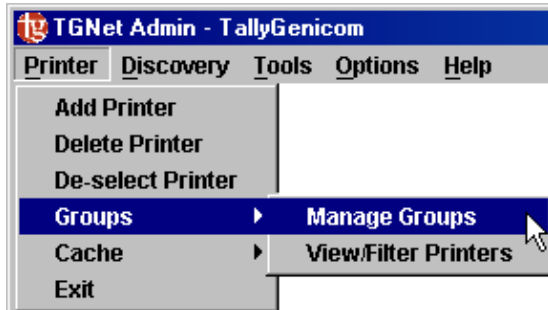 tg TGNet Admin - TallyGenicom
Printer Discovery Tools Options Help
Add Printer
Delete Printer
De-select Printer
Groups Manage Groups
Cache View/Filter Printers
Exit